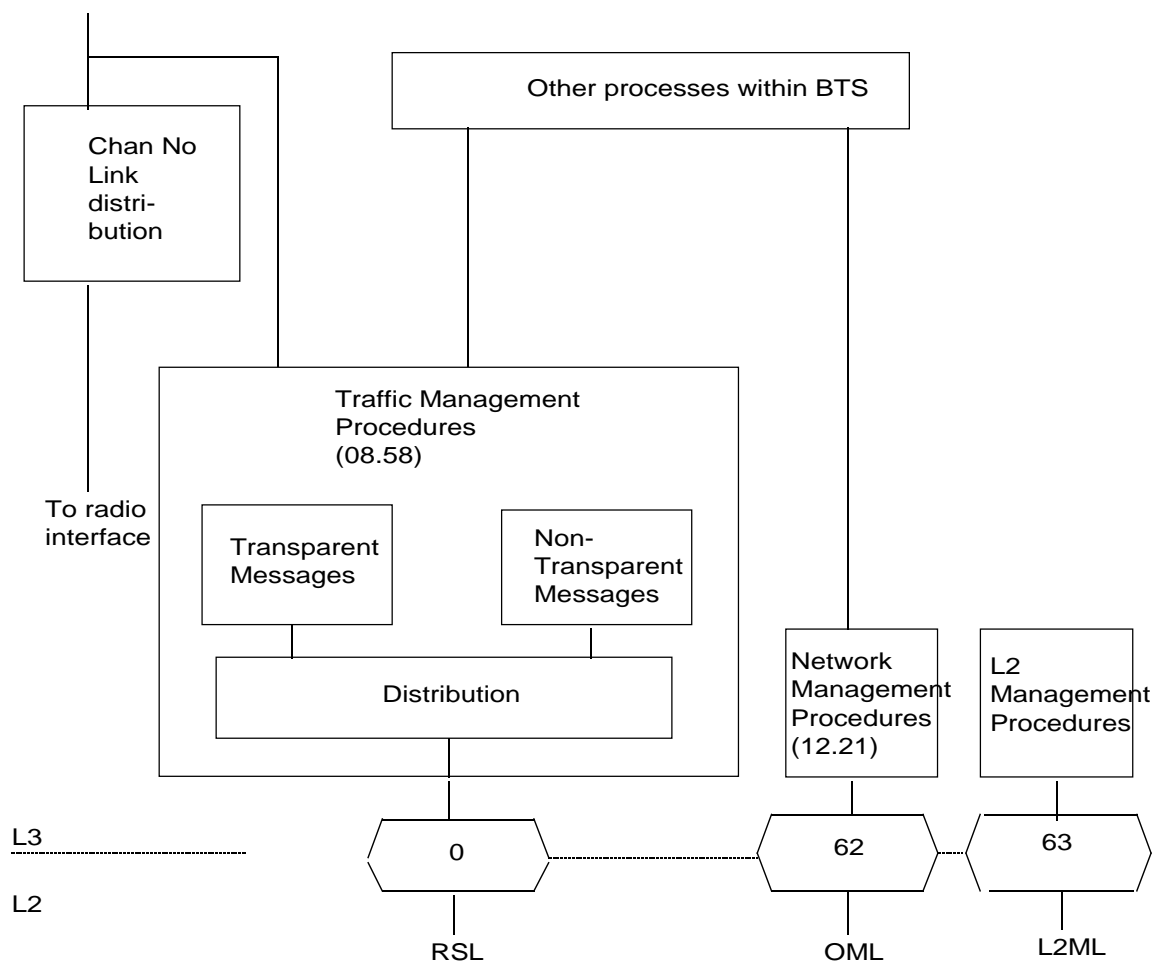 Other processes within BTS
Chan No
Link
distri-
bution
Traffic Management
Procedures
(08.58)
To radio
interface
Transparent
Messages
Non-
Transparent
Messages
Distribution
Network
Management
Procedures
(12.21)
L2
Management
Procedures
L3
0
62
63
L2
RSL
OML
L2ML